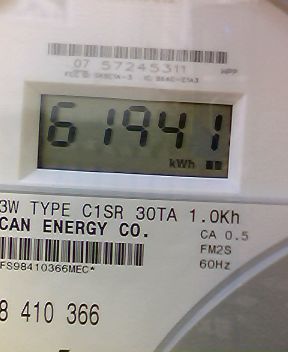 07 57245311
61941
kWh
3W TYPE C1SR 30TA 1.0Kh
CAN ENERGY CO.
CA 0.5
FM2S
60Hz
FS98410366MEC*
8 410 366